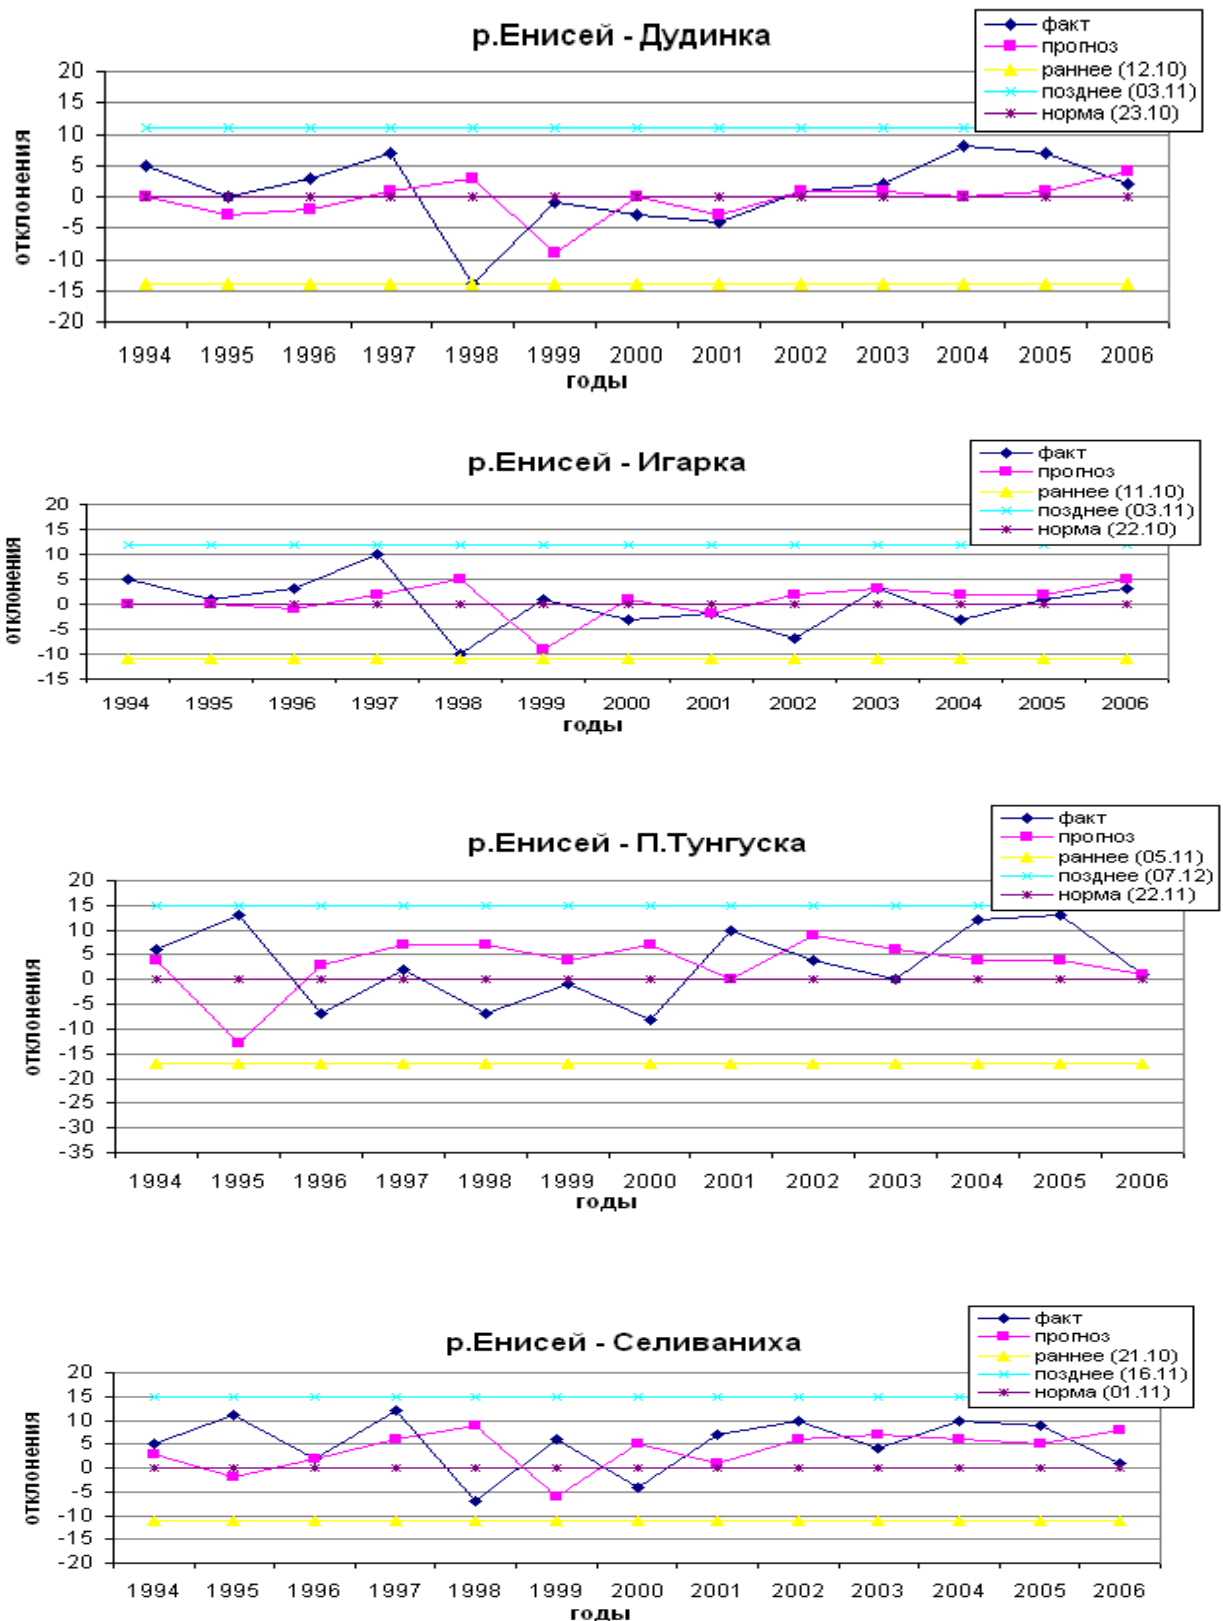 р.Енисей - Дудинка
факт
прогноз
раннее (12.10)
позднее (03.11)
норма (23.10)
отклонения
20
15
10
5
0
-5
-10
-15
-20
1994 1995 1996 1997 1998 1999 2000 2001 2002 2003 2004 2005 2006
годы
р.Енисей - Игарка
факт
прогноз
раннее (11.10)
позднее (03.11)
норма (22.10)
отклонения
20
15
10
5
0
-5
-10
-15
1994 1995 1996 1997 1998 1999 2000 2001 2002 2003 2004 2005 2006
годы
р.Енисей - П.Тунгуска
факт
прогноз
раннее (05.11)
позднее (07.12)
норма (22.11)
отклонения
20
15
10
5
0
-5
-10
-15
-20
-25
-30
-35
1994 1995 1996 1997 1998 1999 2000 2001 2002 2003 2004 2005 2006
годы
р.Енисей - Селиваниха
факт
прогноз
раннее (21.10)
позднее (16.11)
норма (01.11)
отклонения
20
15
10
5
0
-5
-10
-15
-20
1994 1995 1996 1997 1998 1999 2000 2001 2002 2003 2004 2005 2006
годы